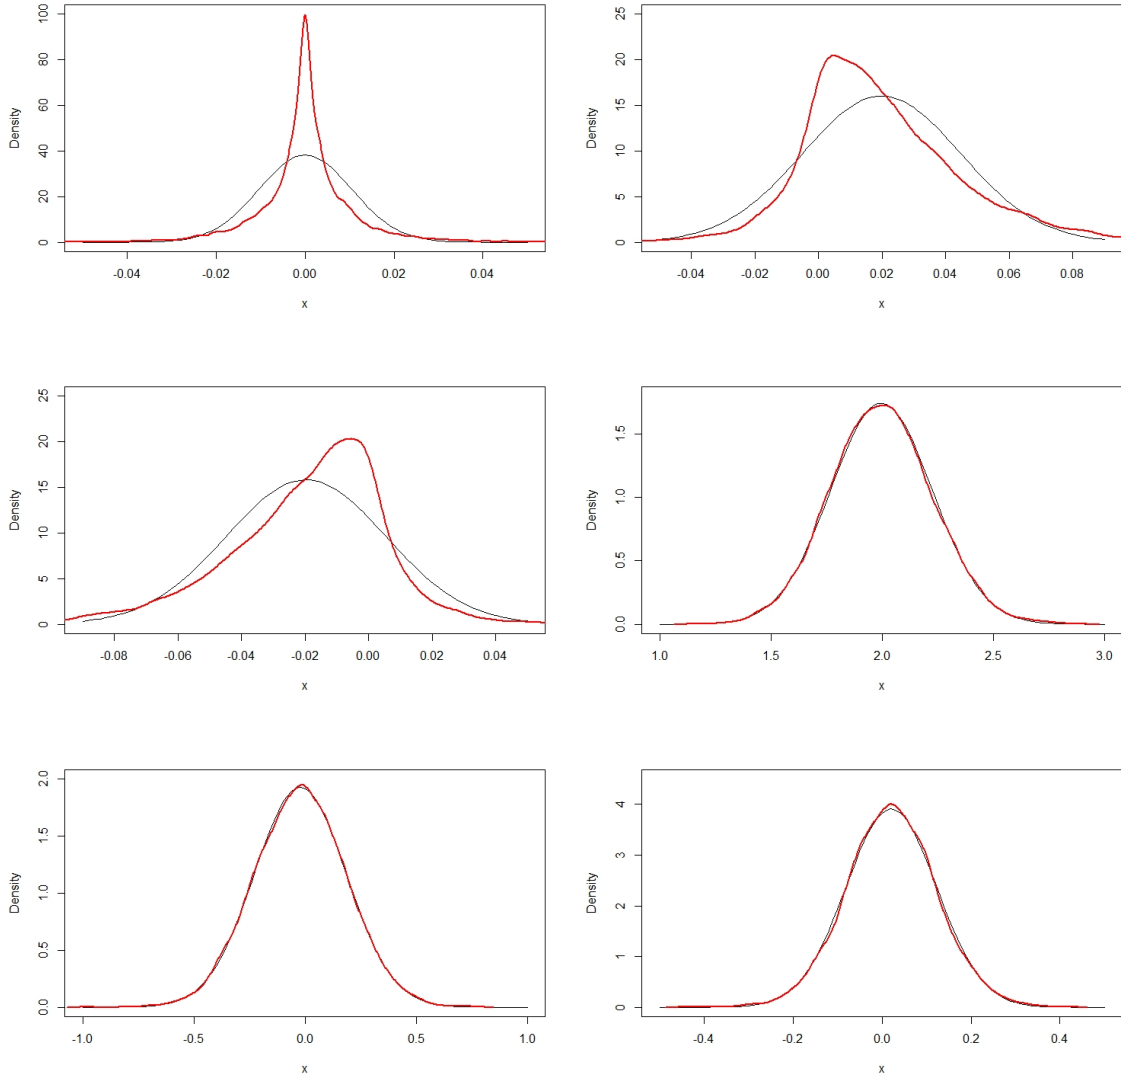 Density
0 20 40 60 80 100
-0.04 -0.02 0.00 0.02 0.04
x
Density
0 5 10 15 20 25
-0.04 -0.02 0.00 0.02 0.04 0.06 0.08
x
Density
0 5 10 15 20 25
-0.08 -0.06 -0.04 -0.02 0.00 0.02 0.04
x
Density
0.0 0.5 1.0 1.5
1.0 1.5 2.0 2.5 3.0
x
Density
0.0 0.5 1.0 1.5 2.0
-1.0 -0.5 0.0 0.5 1.0
x
Density
0 1 2 3 4
-0.4 -0.2 0.0 0.2 0.4
x